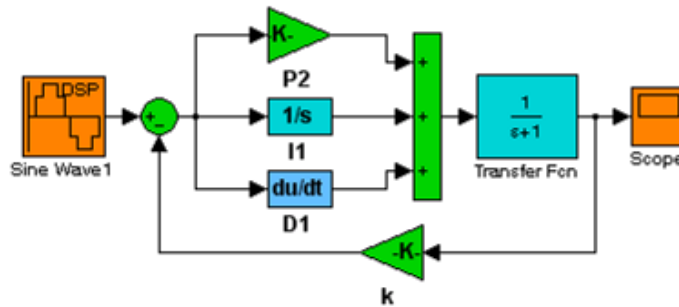 K-
P2
DSP
Sine Wave1
+
-
1/s
I1
du/dt
D1
+
+
+
1
s+1
Transfer Fcn
Scope
-K-
k